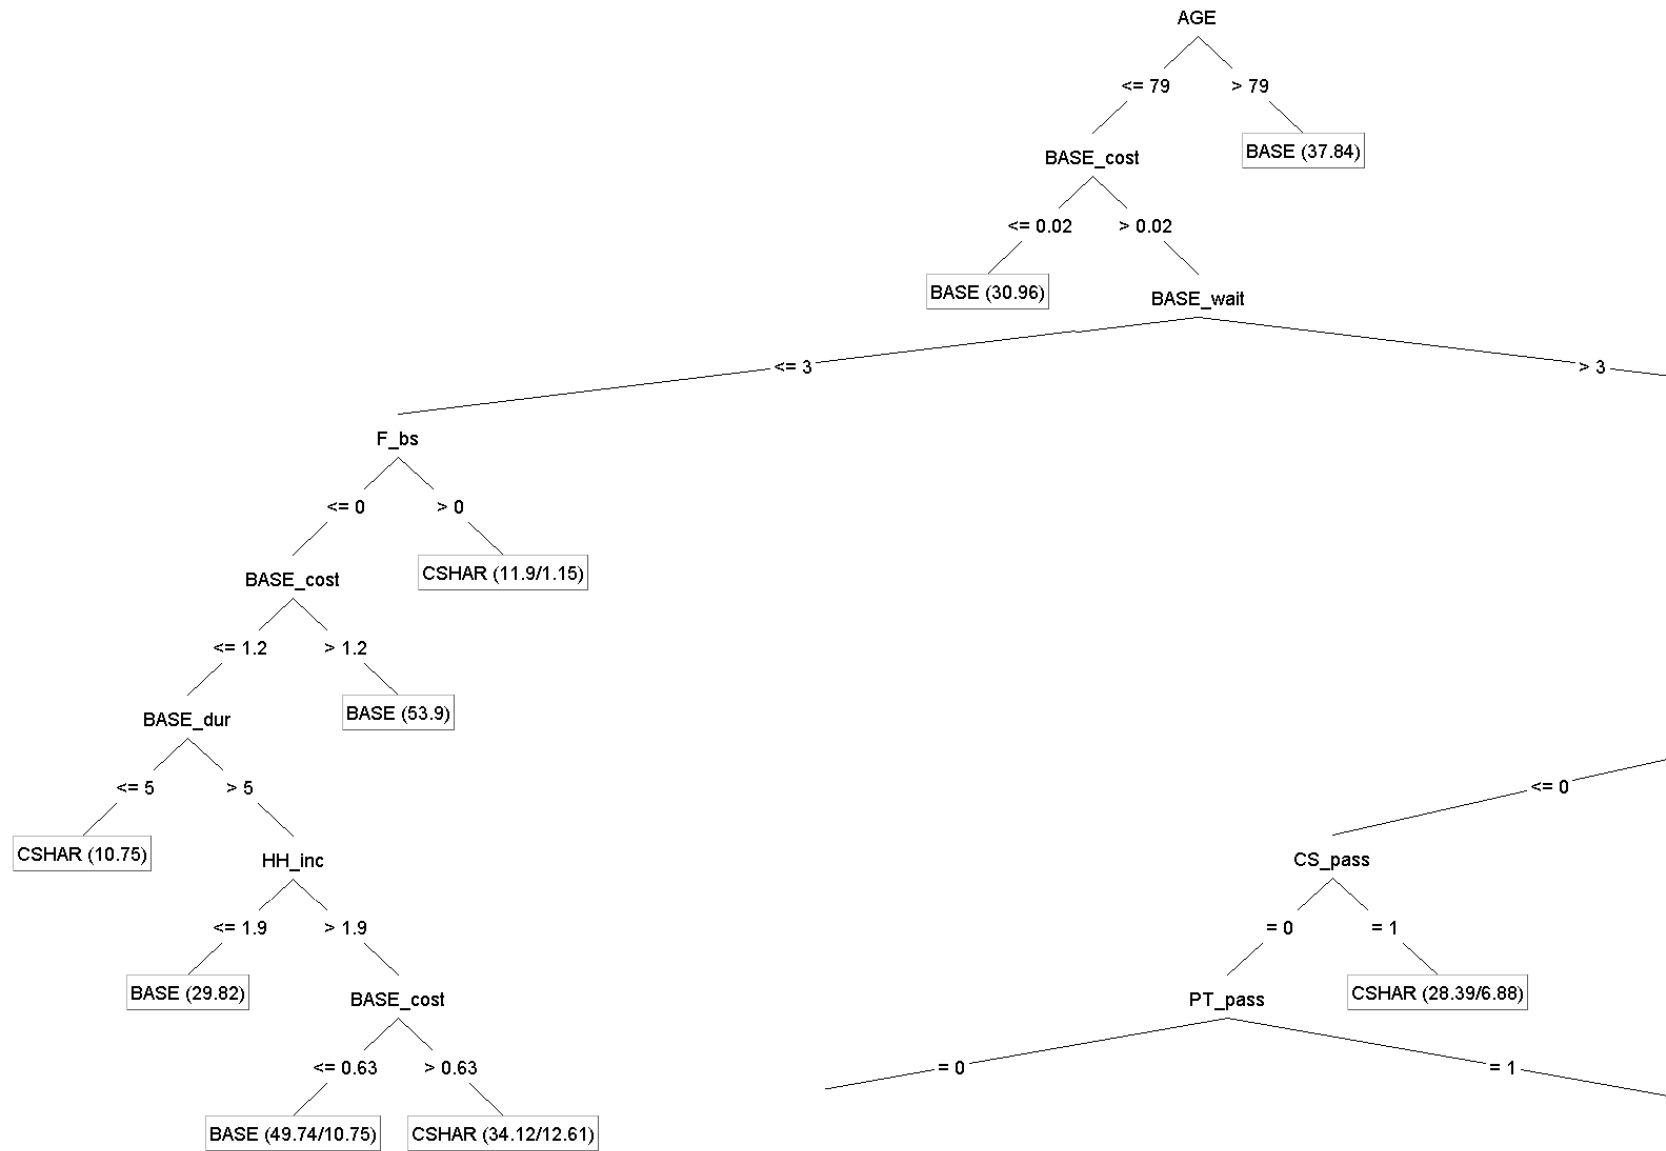 AGE
<= 79
> 79
BASE_cost
BASE (37.84)
<= 0.02
> 0.02
BASE (30.96)
BASE_wait
<= 3
> 3
F_bs
<= 0
> 0
BASE_cost
CSHAR (11.9/1.15)
<= 1.2
> 1.2
BASE_dur
BASE (53.9)
<= 5
> 5
<= 0
CSHAR (10.75)
HH_inc
CS_pass
<= 1.9
> 1.9
= 0
= 1
BASE (29.82)
BASE_cost
PT_pass
CSHAR (28.39/6.88)
<= 0.63
> 0.63
= 0
= 1
BASE (49.74/10.75)
CSHAR (34.12/12.61)